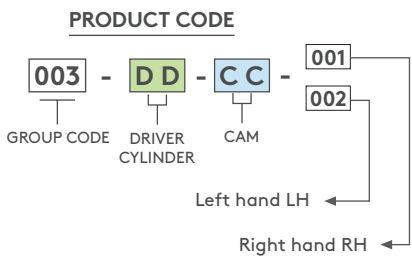 PRODUCT CODE
003 - D D - C C - 001
002
GROUP CODE
DRIVER
CYLINDER
CAM
Left hand LH
Right hand RH